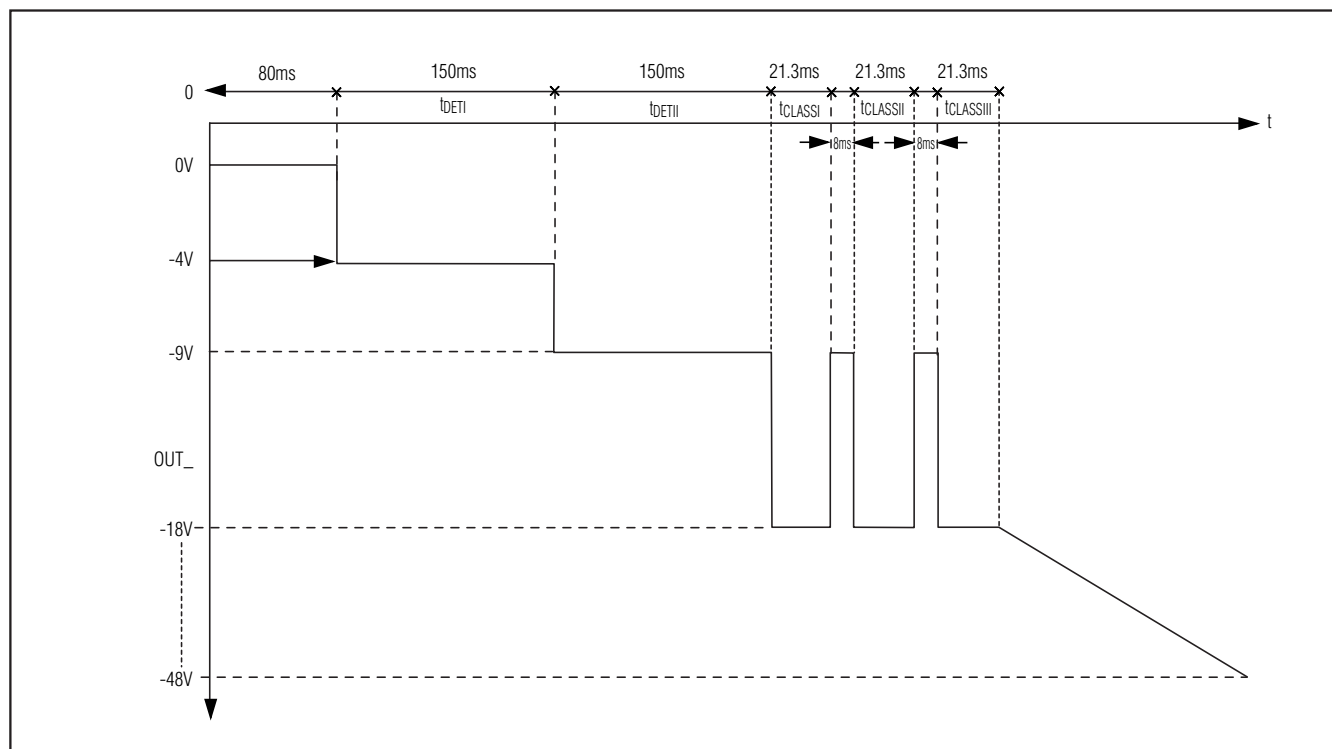 80ms 150ms 150ms 21.3ms 21.3ms 21.3ms
0
tDETI tDETII tCLASSI tCLASSII tCLASSIII
t
8ms 8ms
0V
-4V
-9V
OUT_
-18V
-48V